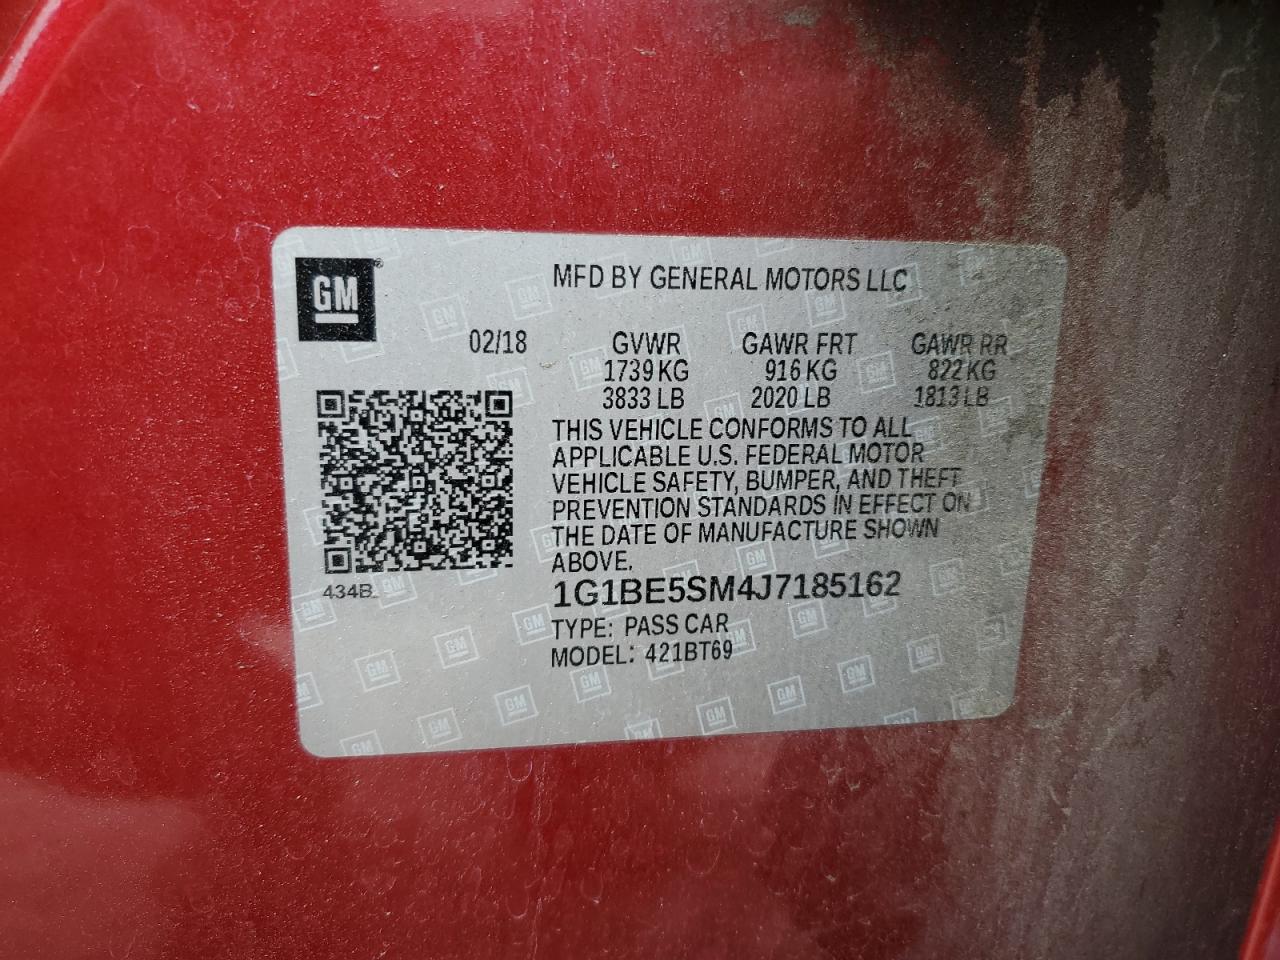 GM
MFD BY GENERAL MOTORS LLC
02/18 GVWR GAWR FRT GAWR RR
1739 KG 916 KG 822 KG
3833 LB 2020 LB 1813 LB
THIS VEHICLE CONFORMS TO ALL
APPLICABLE U.S. FEDERAL MOTOR
VEHICLE SAFETY, BUMPER, AND THEFT
PREVENTION STANDARDS IN EFFECT ON
THE DATE OF MANUFACTURE SHOWN
ABOVE.
434B
1G1BE5SM4J7185162
TYPE: PASS CAR
MODEL: 421BT69